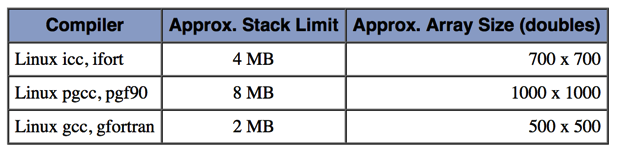 Compiler Approx. Stack Limit Approx. Array Size (doubles)
Linux icc, ifort 4 MB 700 x 700
Linux pgcc, pgf90 8 MB 1000 x 1000
Linux gcc, gfortran 2 MB 500 x 500